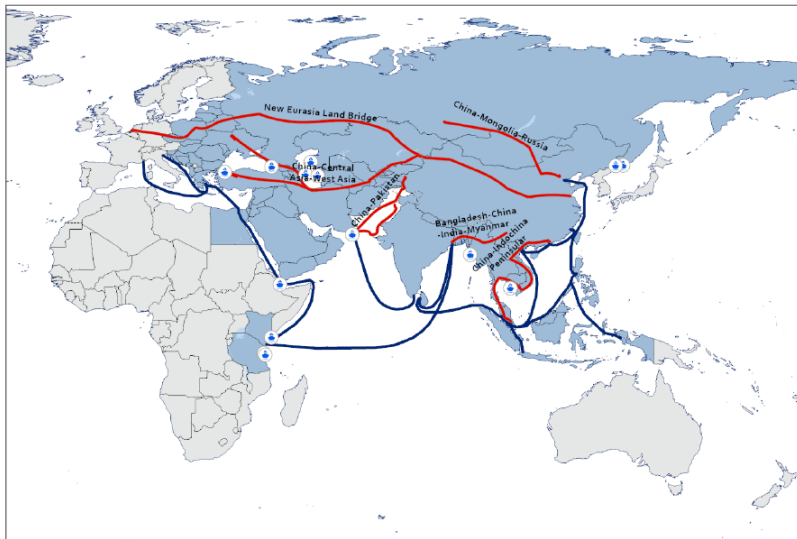 New Eurasia Land Bridge
China-Mongolia-Russia
China-Central
Asia-West Asia
China-Pakistan
Bangladesh-China
-India-Myanmar
China-Indochina
Peninsular